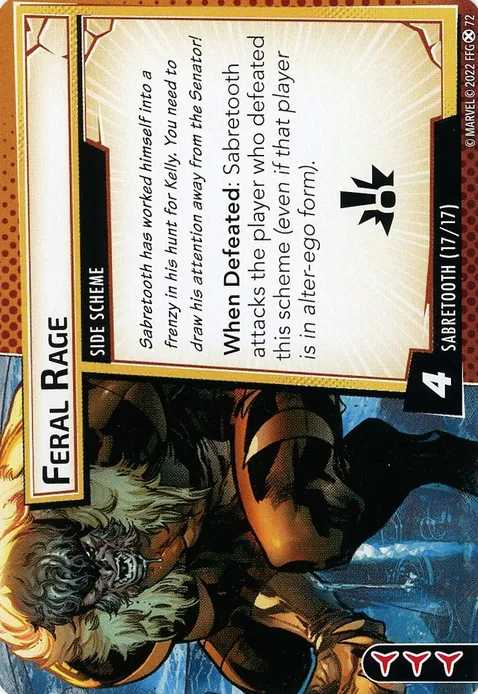 FERAL RAGE
SIDE SCHEME
Sabretooth has worked himself into a
frenzy in his hunt for Kelly. You need to
draw his attention away from the Senator!
When Defeated: Sabretooth
attacks the player who defeated
this scheme (even if that player
is in alter-ego form).
4
SABRETOOTH (17/17)
© MARVEL © 2022 FFG 72